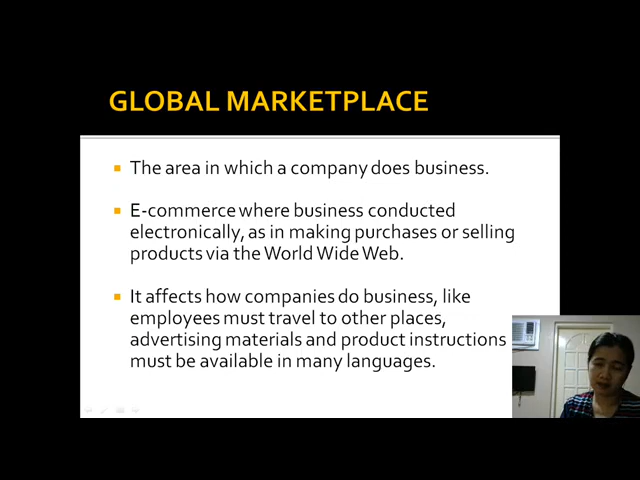 GLOBAL MARKETPLACE
The area in which a company does business.
E-commerce where business conducted
electronically, as in making purchases or selling
products via the World Wide Web.
It affects how companies do business, like
employees must travel to other places,
advertising materials and product instructions
must be available in many languages.